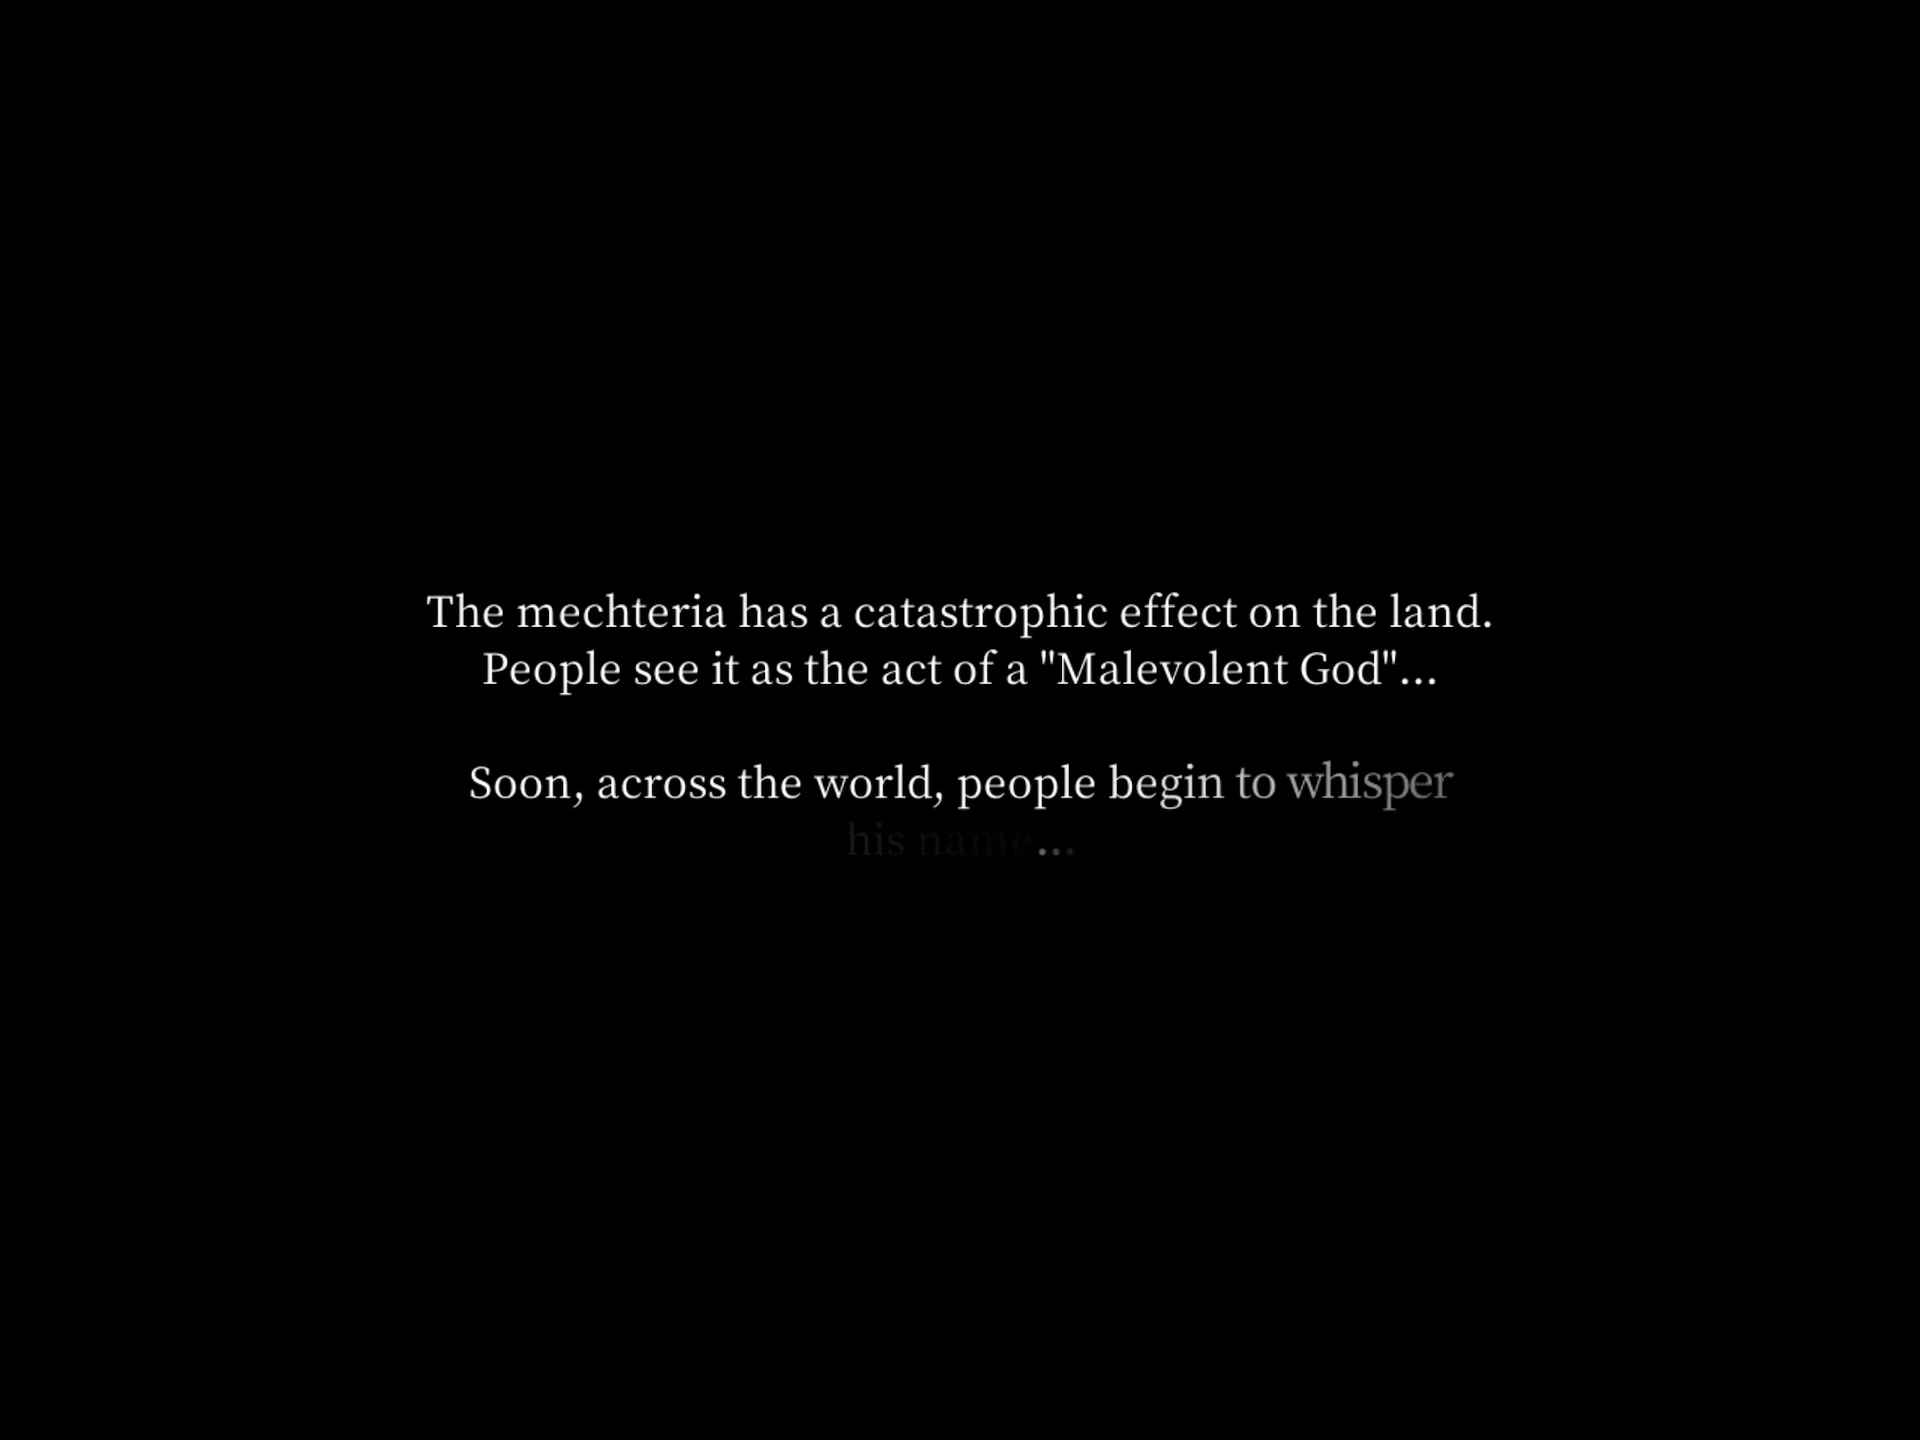 The mechteria has a catastrophic effect on the land.
People see it as the act of a "Malevolent God"...
Soon, across the world, people begin to whisper
his name...